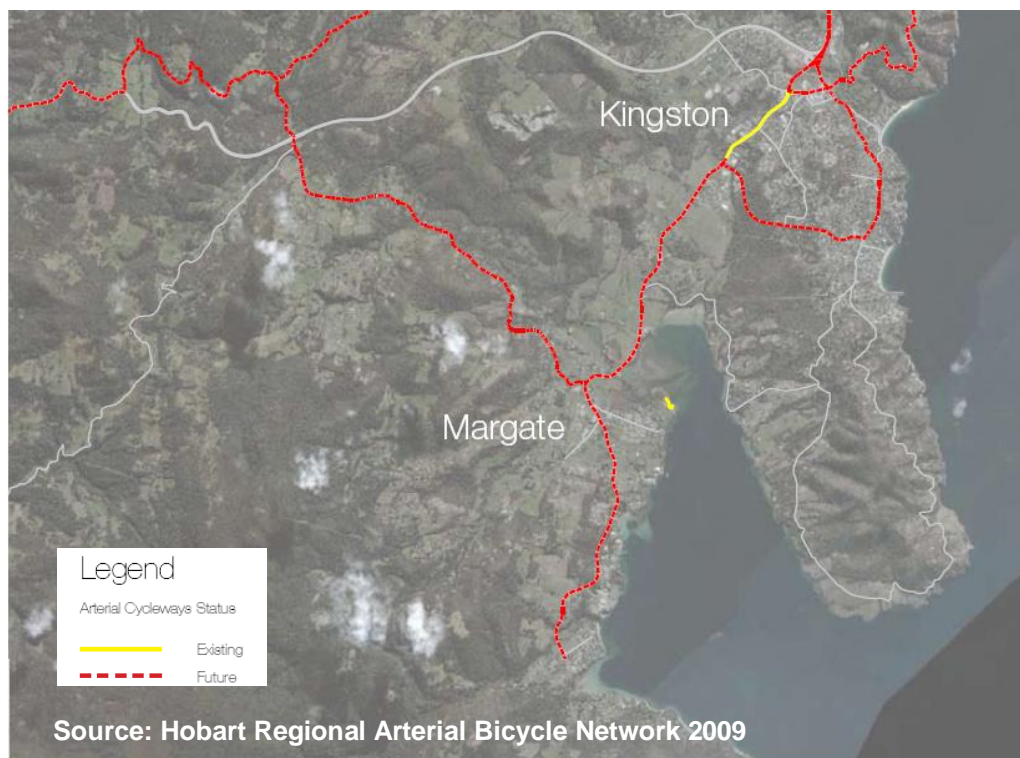 Kingston
Margate
Legend
Arterial Cycleways Status
Existing
Future
Source: Hobart Regional Arterial Bicycle Network 2009